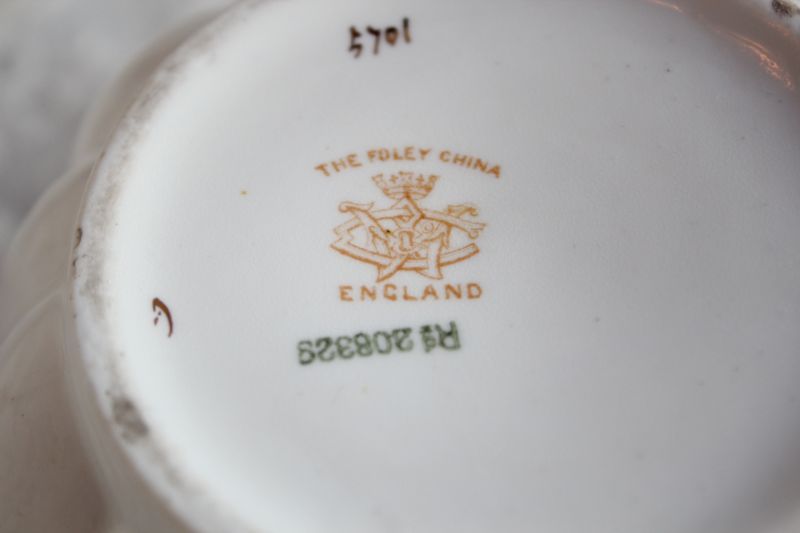 5701
THE FOLEY CHINA
ENGLAND
Rd 208329